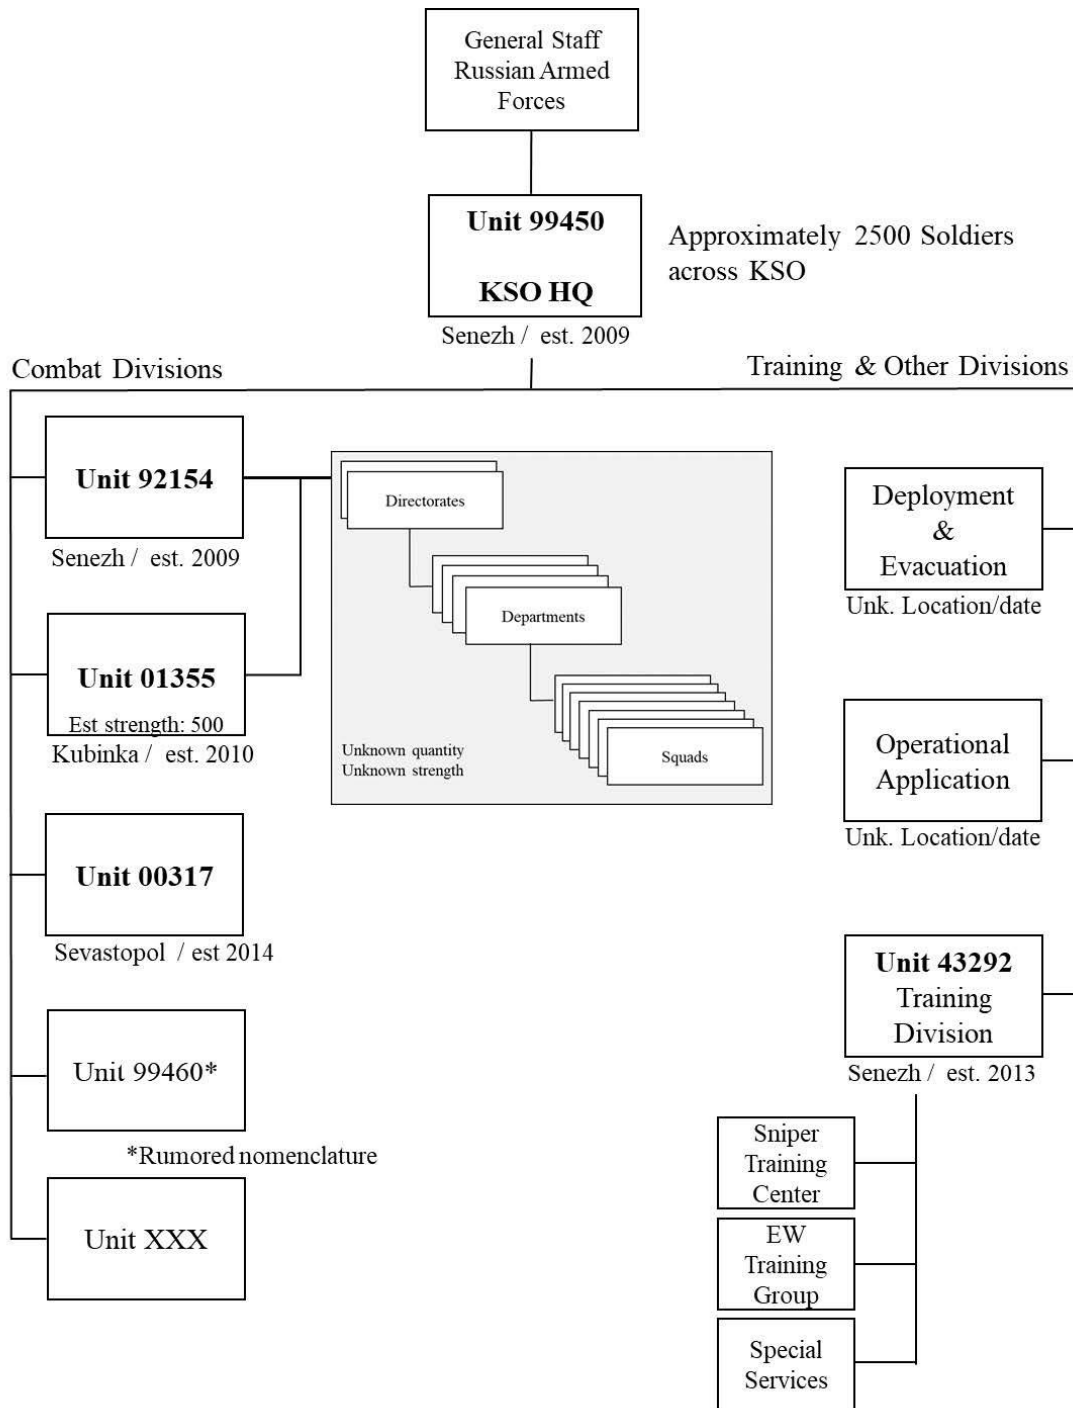 General Staff
Russian Armed
Forces
Unit 99450
KSO HQ
Approximately 2500 Soldiers
across KSO
Senezh / est. 2009
Combat Divisions
Training & Other Divisions
Unit 92154
Senezh / est. 2009
Directorates
Departments
Squads
Unknown quantity
Unknown strength
Deployment
&
Evacuation
Unk. Location/date
Unit 01355
Est strength: 500
Kubinka / est. 2010
Operational
Application
Unk. Location/date
Unit 00317
Sevastopol / est 2014
Unit 43292
Training
Division
Senezh / est. 2013
Unit 99460*
*Rumored nomenclature
Unit XXX
Sniper
Training
Center
EW
Training
Group
Special
Services